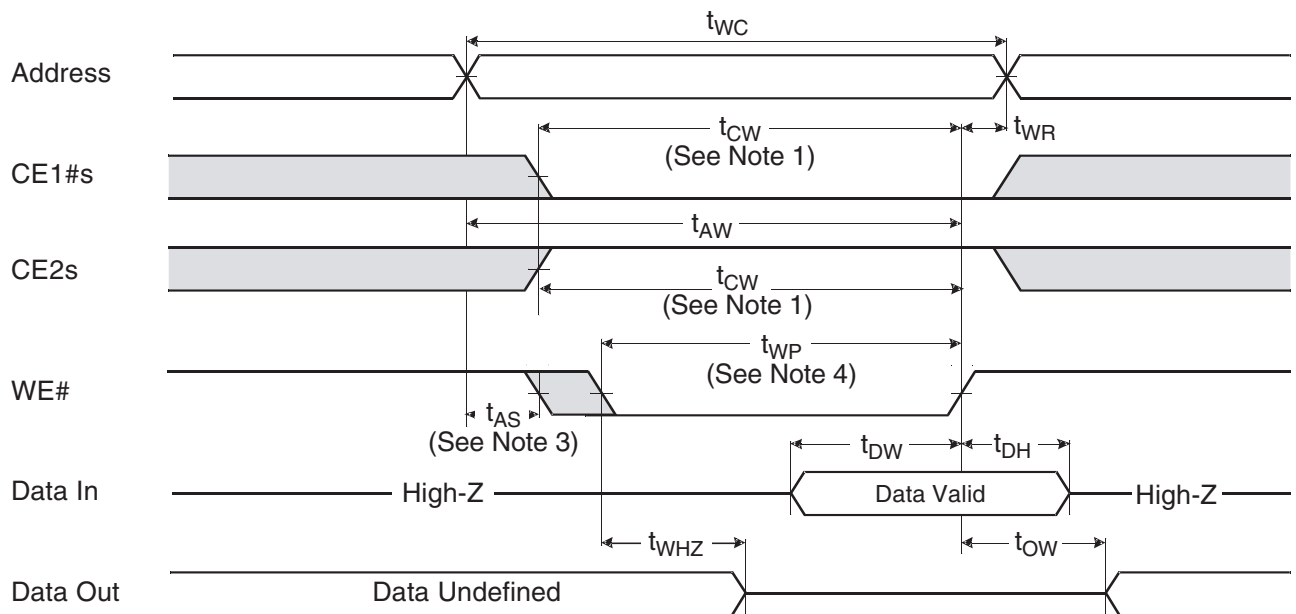 tWC
Address
tCW
(See Note 1)
tWR
CE1#s
tAW
CE2s
tCW
(See Note 1)
tWP
(See Note 4)
WE#
tAS
(See Note 3)
tDW
tDH
Data In
High-Z
Data Valid
High-Z
tWHZ
tOW
Data Out
Data Undefined